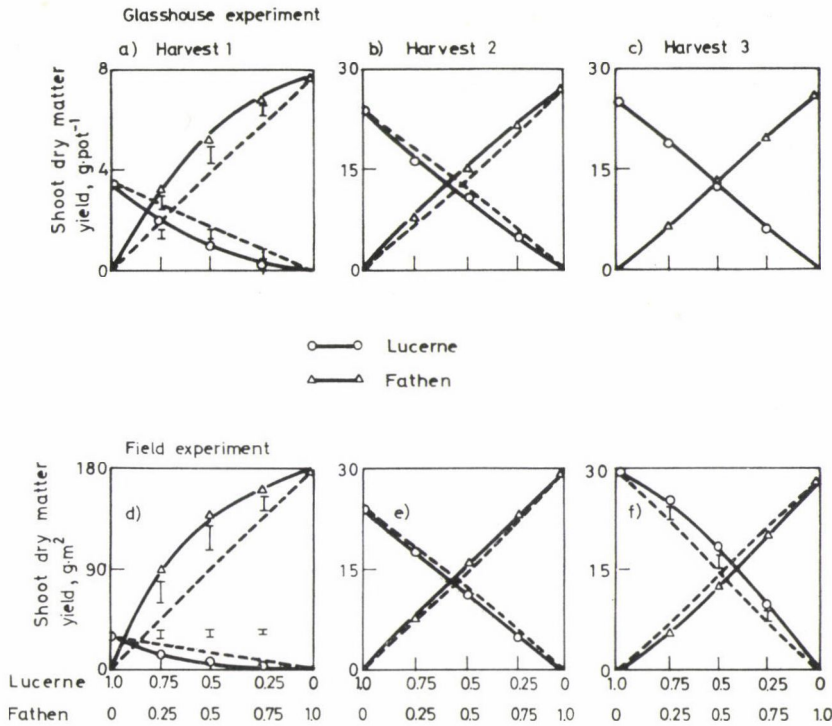 Glasshouse experiment
a) Harvest 1
b) Harvest 2
c) Harvest 3
Shoot dry matter
yield, g·pot⁻¹
8
4
0
30
15
0
30
15
0
Lucerne
Fathen
Field experiment
d)
e)
f)
Shoot dry matter
yield, g·m²
180
90
0
30
15
0
30
15
0
Lucerne 1.0 0.75 0.5 0.25 0 1.0 0.75 0.5 0.25 0 1.0 0.75 0.5 0.25 0
Fathen 0 0.25 0.5 0.75 1.0 0 0.25 0.5 0.75 1.0 0 0.25 0.5 0.75 1.0